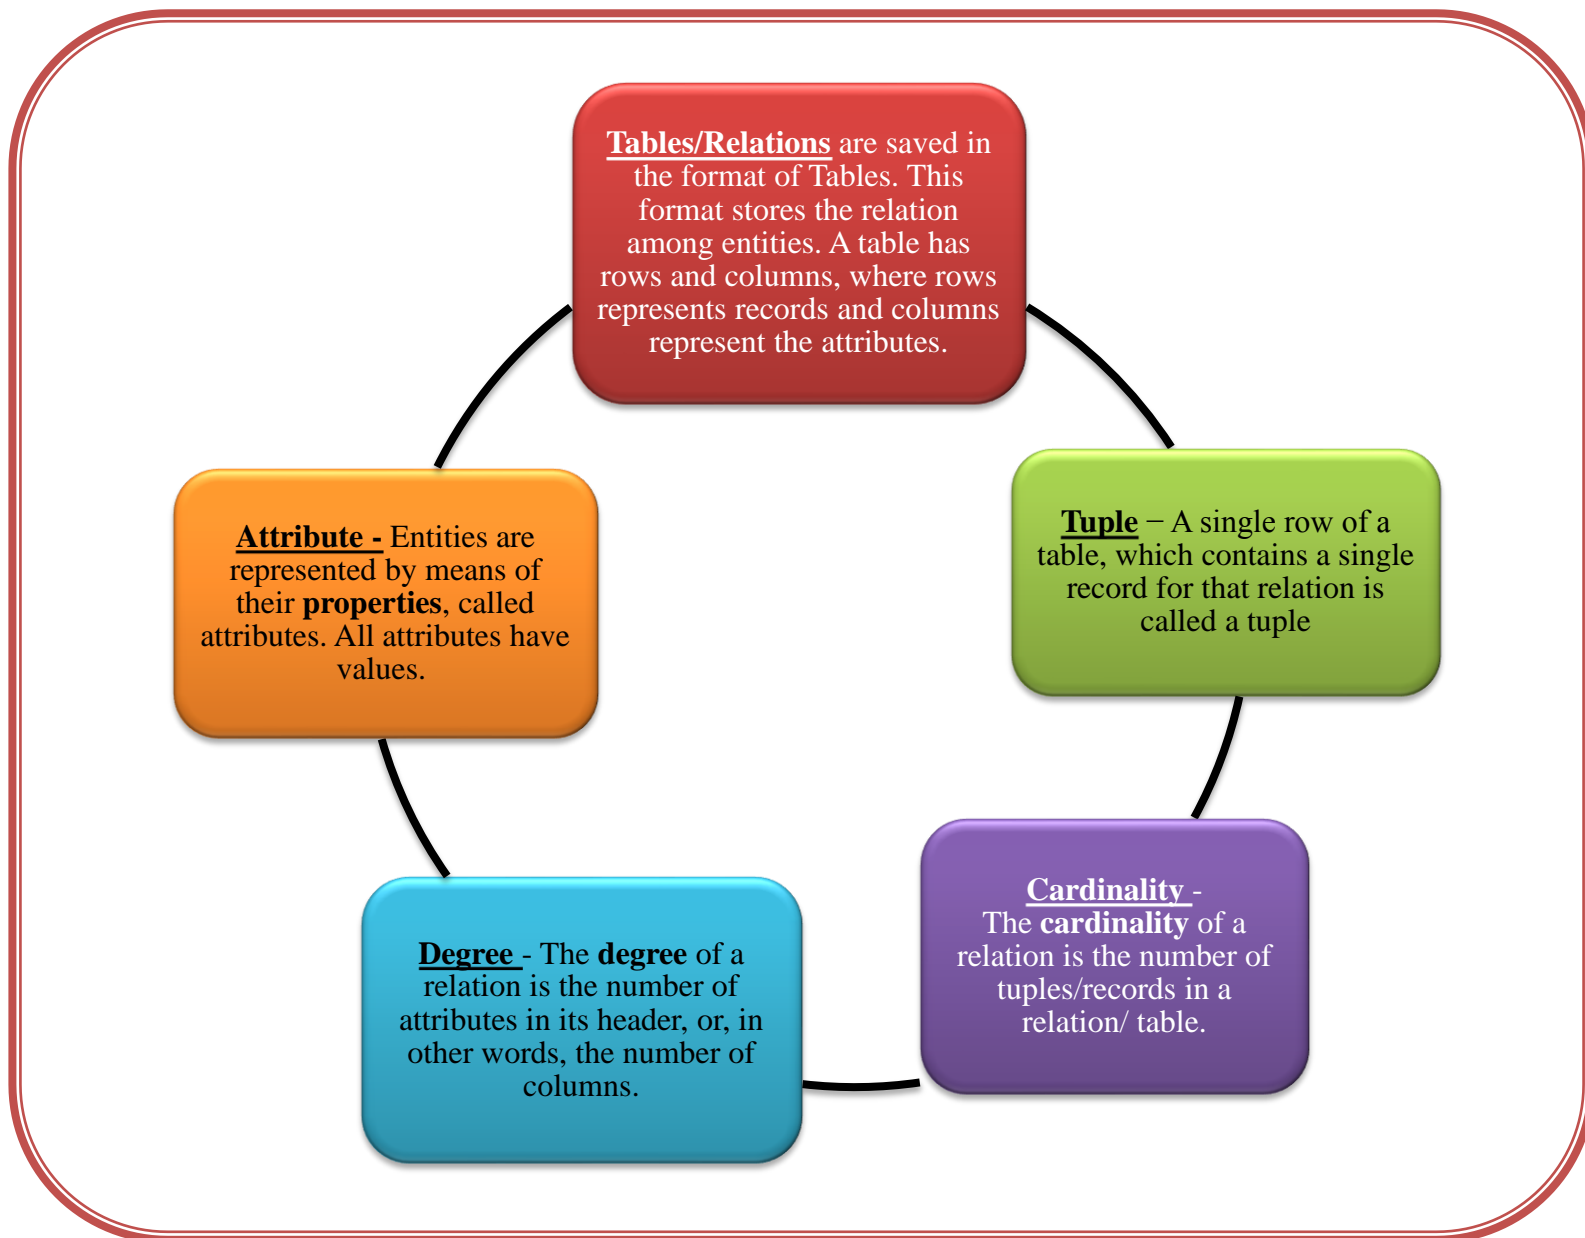 Tables/Relations are saved in
the format of Tables. This
format stores the relation
among entities. A table has
rows and columns, where rows
represents records and columns
represent the attributes.
Tuple − A single row of a
table, which contains a single
record for that relation is
called a tuple
Cardinality -
The cardinality of a
relation is the number of
tuples/records in a
relation/ table.
Degree - The degree of a
relation is the number of
attributes in its header, or, in
other words, the number of
columns.
Attribute - Entities are
represented by means of
their properties, called
attributes. All attributes have
values.